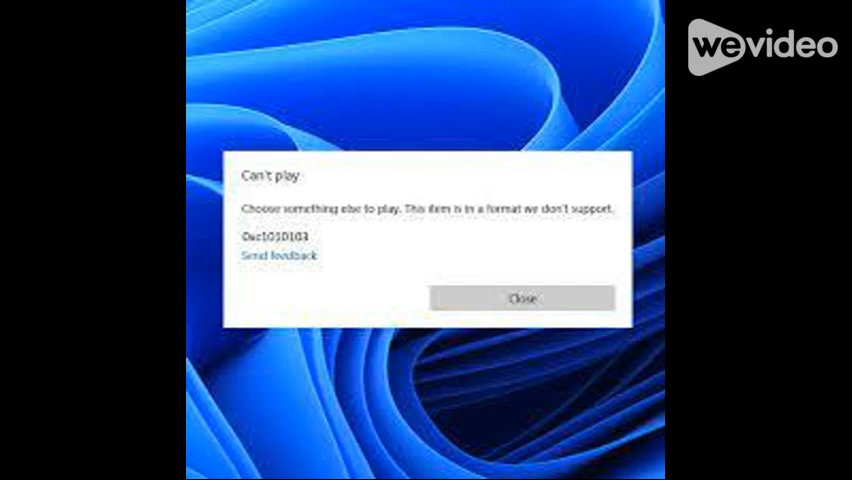 wevideo
Can't play
Choose something else to play. This item is in a format we don't support.
0xc1010103
Send feedback
Close